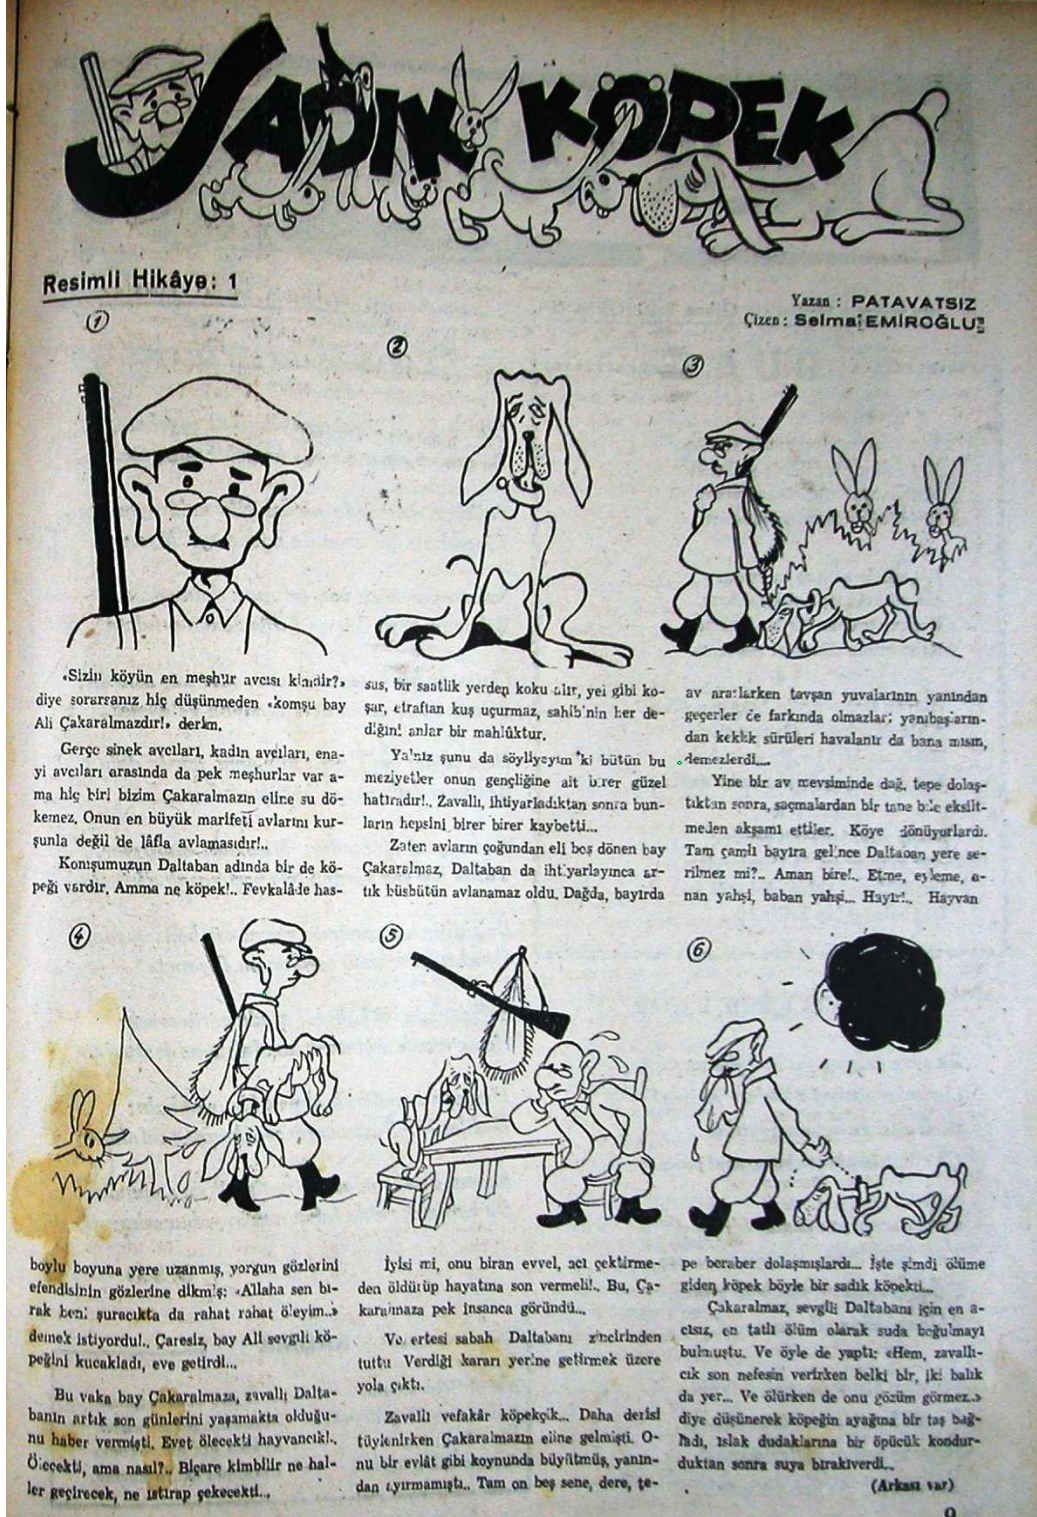 SADIK KÖPEK
Resimli Hikâye: 1
Yazan : PATAVATSIZ
Çizen : Selma EMİROĞLU
1
2
3
«Sizin köyün en meşhur avcısı kimdir?»
diye sorarsanız hiç düşünmeden «komşu bay
Ali Çakaralmazdır!» derim.
Gerçe sinek avcıları, kadın avcıları, ena-
yi avcıları arasında da pek meşhurlar var a-
ma hiç biri bizim Çakaralmazın eline su dö-
kemez. Onun en büyük marifeti avlarını kur-
şunla değil de lâfla avlamasıdır!..
Konışumuzun Daltaban adında bir de kö-
peği vardır, Amma ne köpek!.. Fevkalâde has-
sas, bir saatlik yerden koku alır, yel gibi ko-
şar, etraftan kuş uçurmaz, sahibinin her de-
diğini anlar bir mahlûktur.
Yalnız şunu da söyliyeyim ki bütün bu
meziyetler onun gençliğine ait birer güzel
hatıradır!.. Zavallı, ihtiyarladıktan sonra bun-
ların hepsini birer birer kaybetti...
Zaten avların çoğundan eli boş dönen bay
Çakaralmaz, Daltaban da ihtiyarlayınca ar-
tık büsbütün avlanamaz oldu. Dağda, bayırda
av ararlarken tavşan yuvalarının yanından
geçerler de farkında olmazlar; yanıbaşların-
dan keklik sürüleri havalanır da bana mısın,
demezlerdi...
Yine bir av mevsiminde dağ, tepe dolaş-
tıktan sonra, saçmalardan bir tane bile eksilt-
meden akşamı ettiler. Köye dönüyorlardı.
Tam çamlı bayıra gelince Daltaban yere se-
rilmez mi?.. Aman bire!.. Etme, eyleme, a-
nan yahşi, baban yahşi... Hayır!.. Hayvan
4
5
6
boylu boyuna yere uzanmış, yorgun gözlerini
efendisinin gözlerine dikmiş: «Allaha sen bı-
rak beni şuracıkta da rahat rahat öleyim..»
demek istiyordu!.. Çaresiz, bay Ali sevgili kö-
peğini kucakladı, eve getirdi...
Bu vaka bay Çakaralmaza, zavallı Dalta-
banın artık son günlerini yaşamakta olduğu-
nu haber vermişti. Evet ölecekti hayvancık!..
Ölecekti, ama nasıl?.. Biçare kimbilir ne hal-
ler geçirecek, ne ıstırap çekecekti..,
İyisi mi, onu biran evvel, acı çektirme-
den öldürüp hayatına son vermeli!.. Bu, Ça-
karalmaza pek insanca göründü...
Ve ertesi sabah Daltabanı zincirinden
tuttu Verdiği kararı yerine getirmek üzere
yola çıktı.
Zavallı vefakâr köpekçik... Daha derisi
tüylenirken Çakaralmazın eline gelmişti. O-
nu bir evlât gibi koynunda büyütmüş, yanın-
dan ayırmamıştı.. Tam on beş sene, dere, te-
pe beraber dolaşmışlardı... İşte şimdi ölüme
giden köpek böyle bir sadık köpekti...
Çakaralmaz, sevgili Daltabanı için en a-
cısız, en tatlı ölüm olarak suda boğulmayı
bulmuştu. Ve öyle de yaptı; «Hem, zavallı-
cık son nefesin verirken belki bir, iki balık
da yer... Ve ölürken de onu gözüm görmez.»
diye düşünerek köpeğin ayağına bir taş bağ-
ladı, ıslak dudaklarına bir öpücük kondur-
duktan sonra suya bırakıverdi..
(Arkası var)
9